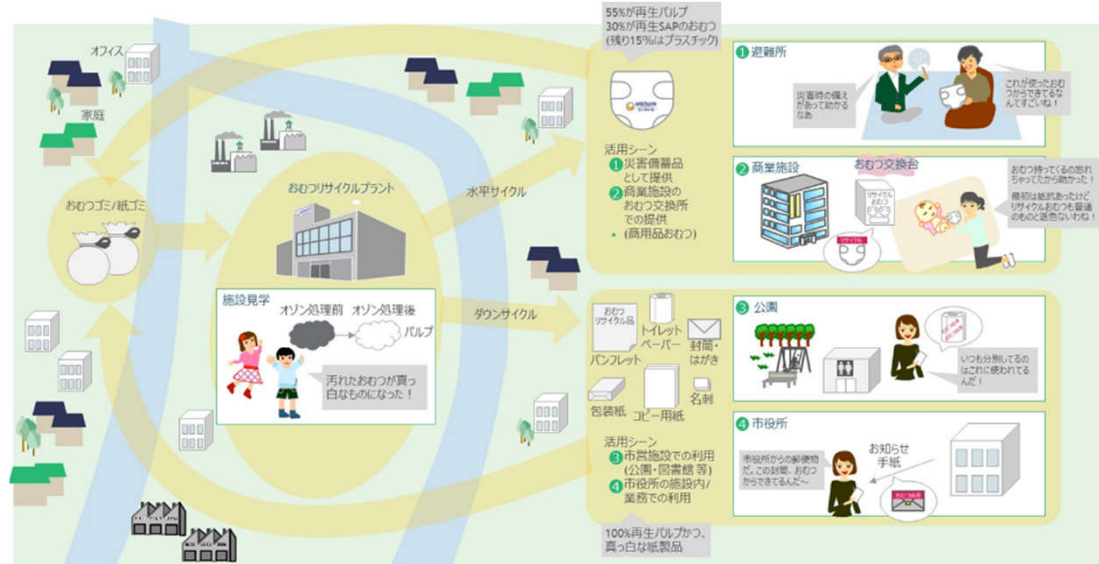 オフィス
家庭
おむつゴミ/紙ゴミ
おむつリサイクルプラント
施設見学
オゾン処理前
オゾン処理後
パルプ
汚れたおむつが真っ
白なものになった！
水平サイクル
ダウンサイクル
55%が再生パルプ
30%が再生SAPのおむつ
(残り15%はプラスチック)
unicharm
活用シーン
1 災害備蓄品
として提供
2 商業施設の
おむつ交換所
での提供
• (商用品おむつ)
1 避難所
災害時の備え
があって助かる
なあ
これが使ったおむ
つからできてるな
んてすごいね！
2 商業施設
おむつ交換台
リサイクル
おむつ
リサイクル
おむつ持ってくるの忘れ
ちゃってたから助かった！
最初は抵抗あったけど
リサイクルおむつも普通
のものと遜色ないわね！
おむつ
リサイクル品
パンフレット
トイレット
ペーパー
封筒・
はがき
包装紙
コピー用紙
名刺
活用シーン
3 市営施設での利用
(公園・図書館 等)
4 市役所の施設内/
業務での利用
100%再生パルプかつ、
真っ白な紙製品
3 公園
いつも分別してるの
はこれに使われてる
んだ！
4 市役所
市役所からの郵便物
だ。この封筒、おむつ
からできてるんだ～
お知らせ
手紙